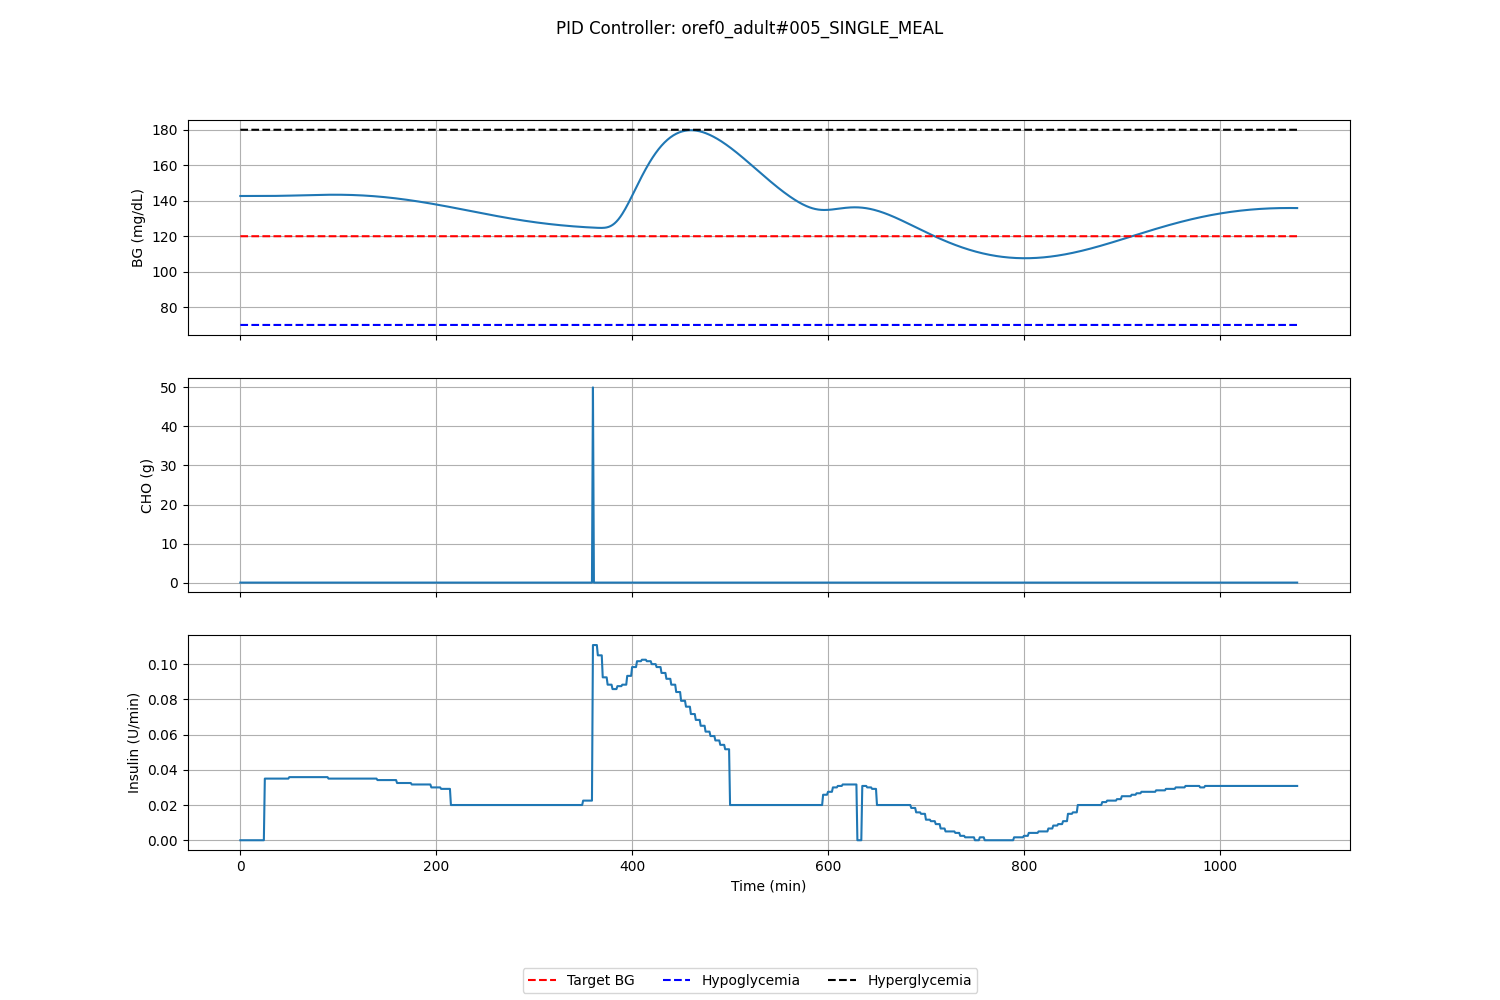 PID Controller: oref0_adult#005_SINGLE_MEAL
180
160
140
120
100
80
BG (mg/dL)
50
40
30
20
10
0
CHO (g)
0.10
0.08
0.06
0.04
0.02
0.00
Insulin (U/min)
0 200 400 600 800 1000
Time (min)
Target BG Hypoglycemia Hyperglycemia